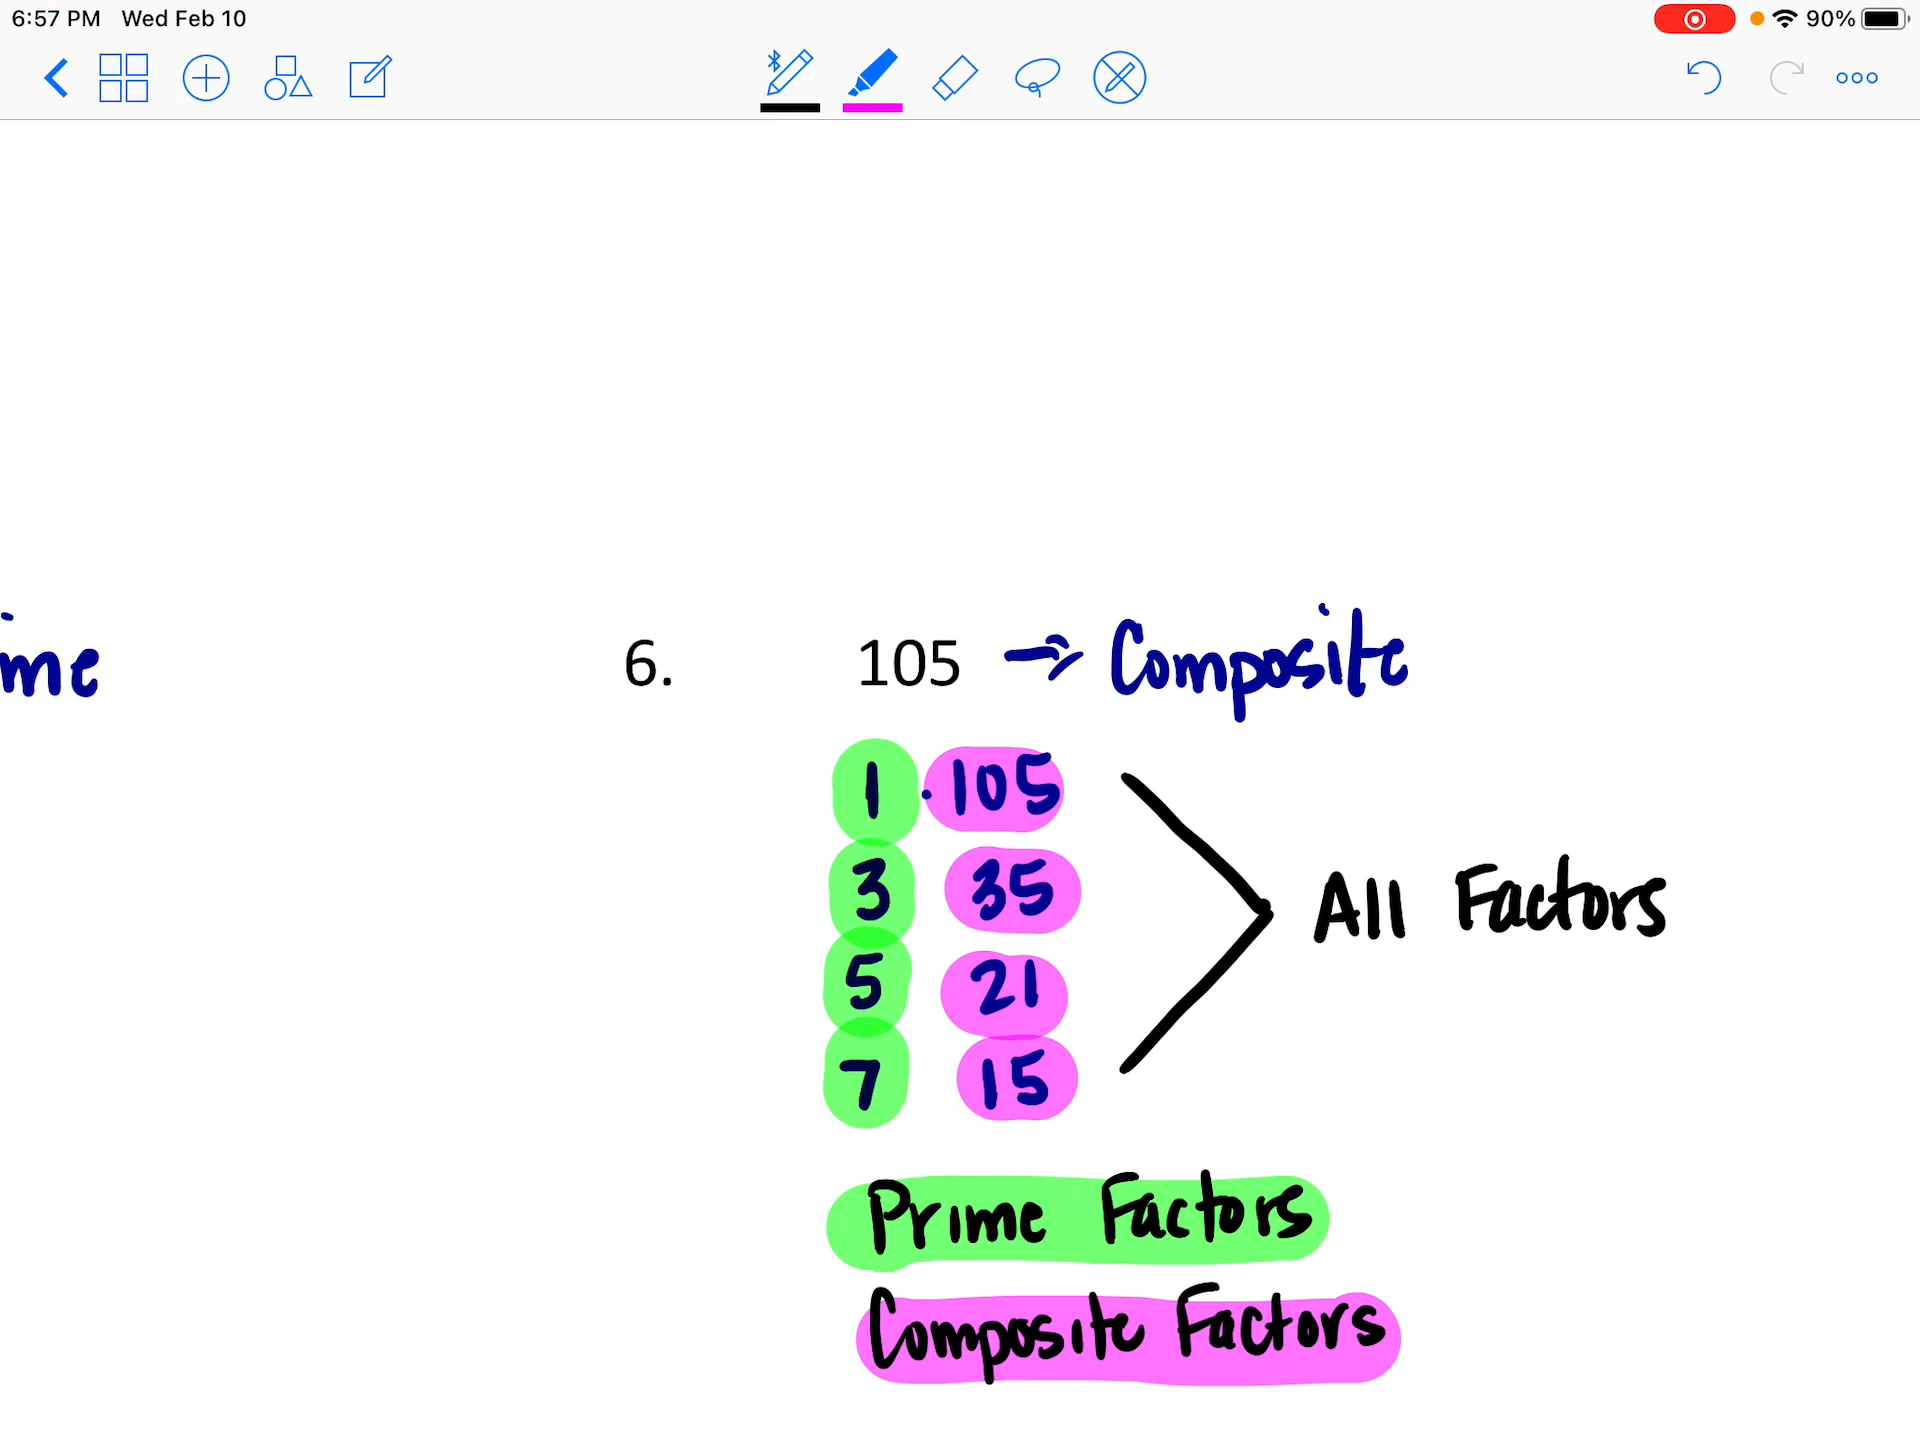 6:57 PM Wed Feb 10 90%
me 6. 105 → Composite
1 · 105
3 35
5 21
7 15
All Factors
Prime Factors
Composite Factors